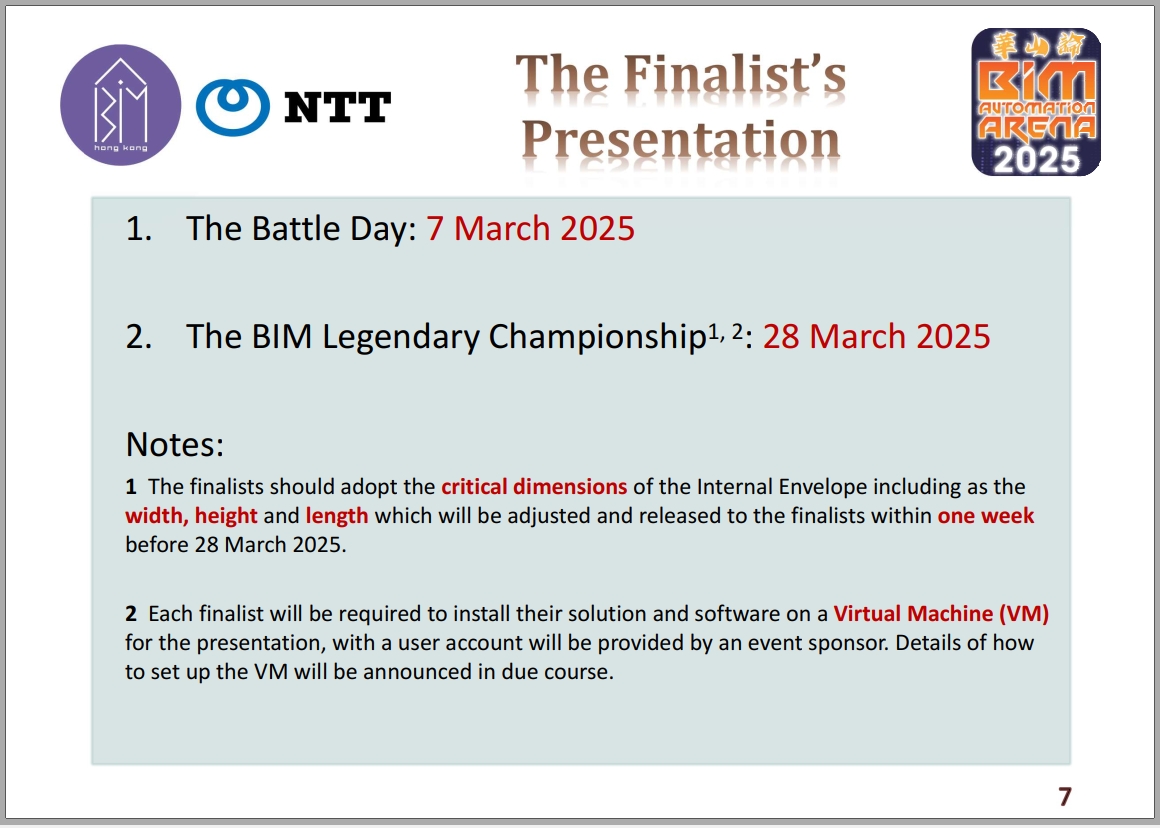 BIM
hong kong
NTT
The Finalist’s
Presentation
華山論
BIM
AUTOMATION
ARENA
2025
1. The Battle Day: 7 March 2025
2. The BIM Legendary Championship1, 2: 28 March 2025
Notes:
1 The finalists should adopt the critical dimensions of the Internal Envelope including as the
width, height and length which will be adjusted and released to the finalists within one week
before 28 March 2025.
2 Each finalist will be required to install their solution and software on a Virtual Machine (VM)
for the presentation, with a user account will be provided by an event sponsor. Details of how
to set up the VM will be announced in due course.
7